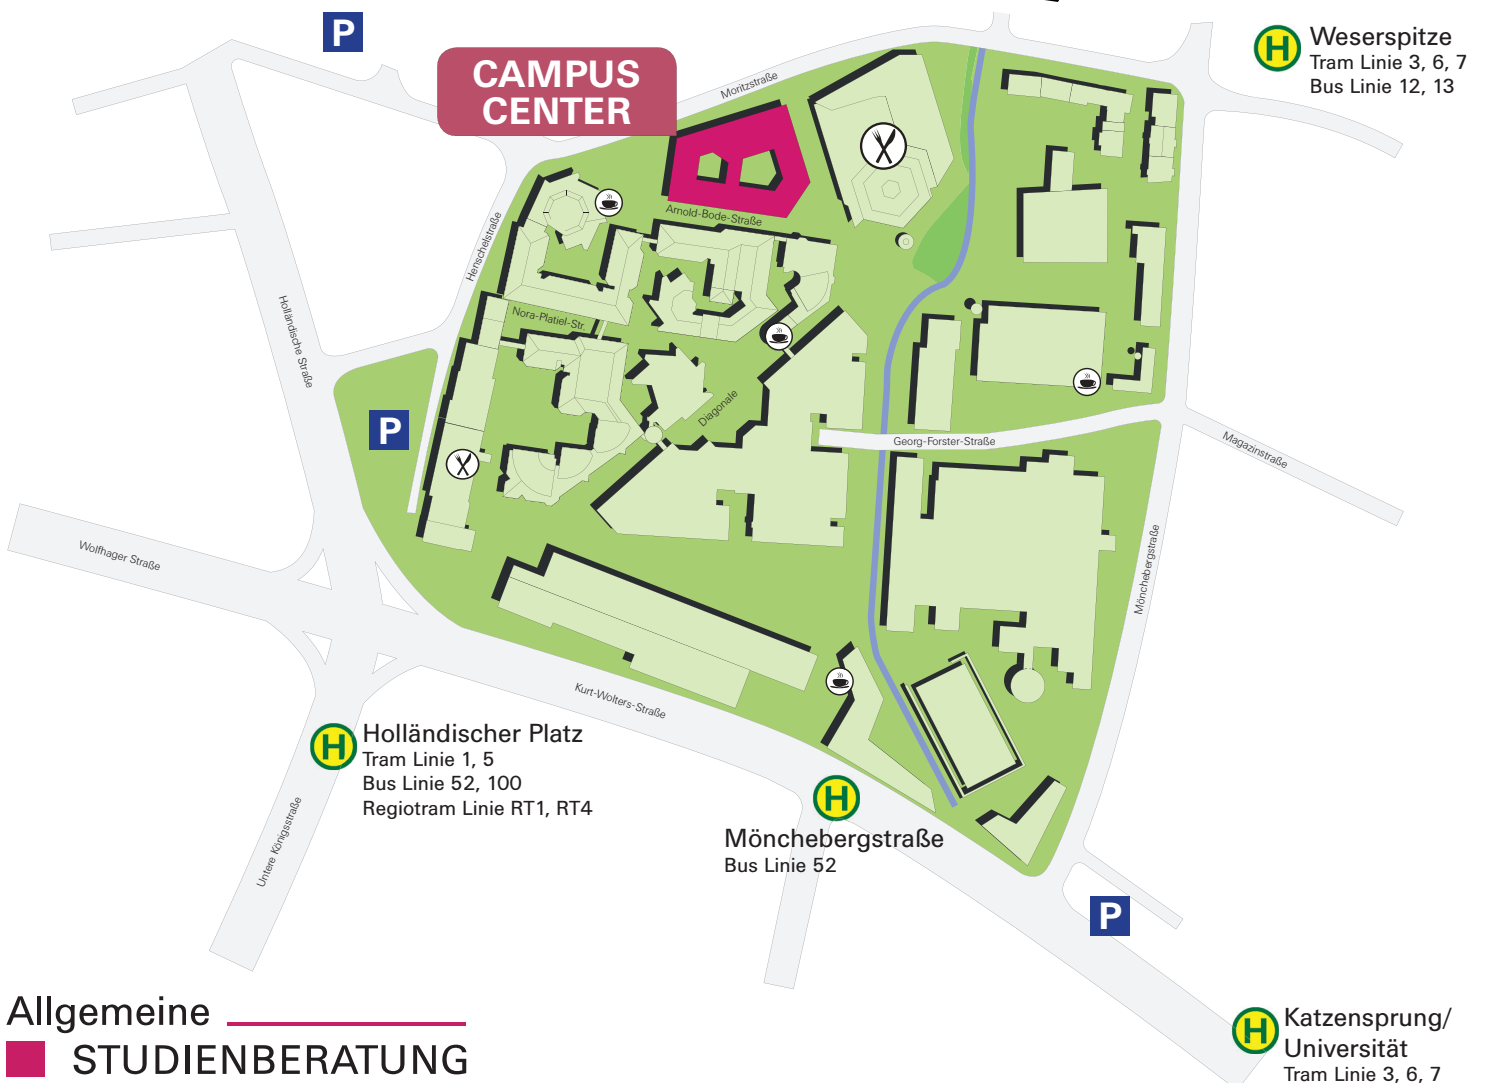 P
CAMPUS
CENTER
Moritzstraße
H
Weserspitze
Tram Linie 3, 6, 7
Bus Linie 12, 13
Arnold-Bode-Straße
Henschelstraße
Nora-Platiel-Str.
Holländische Straße
P
Diagonale
Georg-Forster-Straße
Magazinstraße
Wolfhager Straße
Mönchebergstraße
Kurt-Wolters-Straße
H
Holländischer Platz
Tram Linie 1, 5
Bus Linie 52, 100
Regiotram Linie RT1, RT4
Untere Königsstraße
H
Mönchebergstraße
Bus Linie 52
P
H
Katzensprung/
Universität
Tram Linie 3, 6, 7
Allgemeine
STUDIENBERATUNG